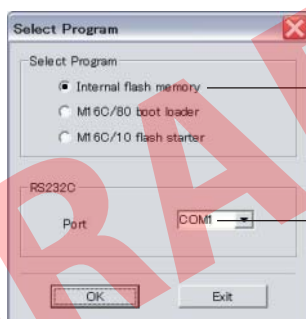 Select Program
Select Program
Internal flash memory
M16C/80 boot loader
M16C/10 flash starter
RS232C
Port
COM1
OK
Exit